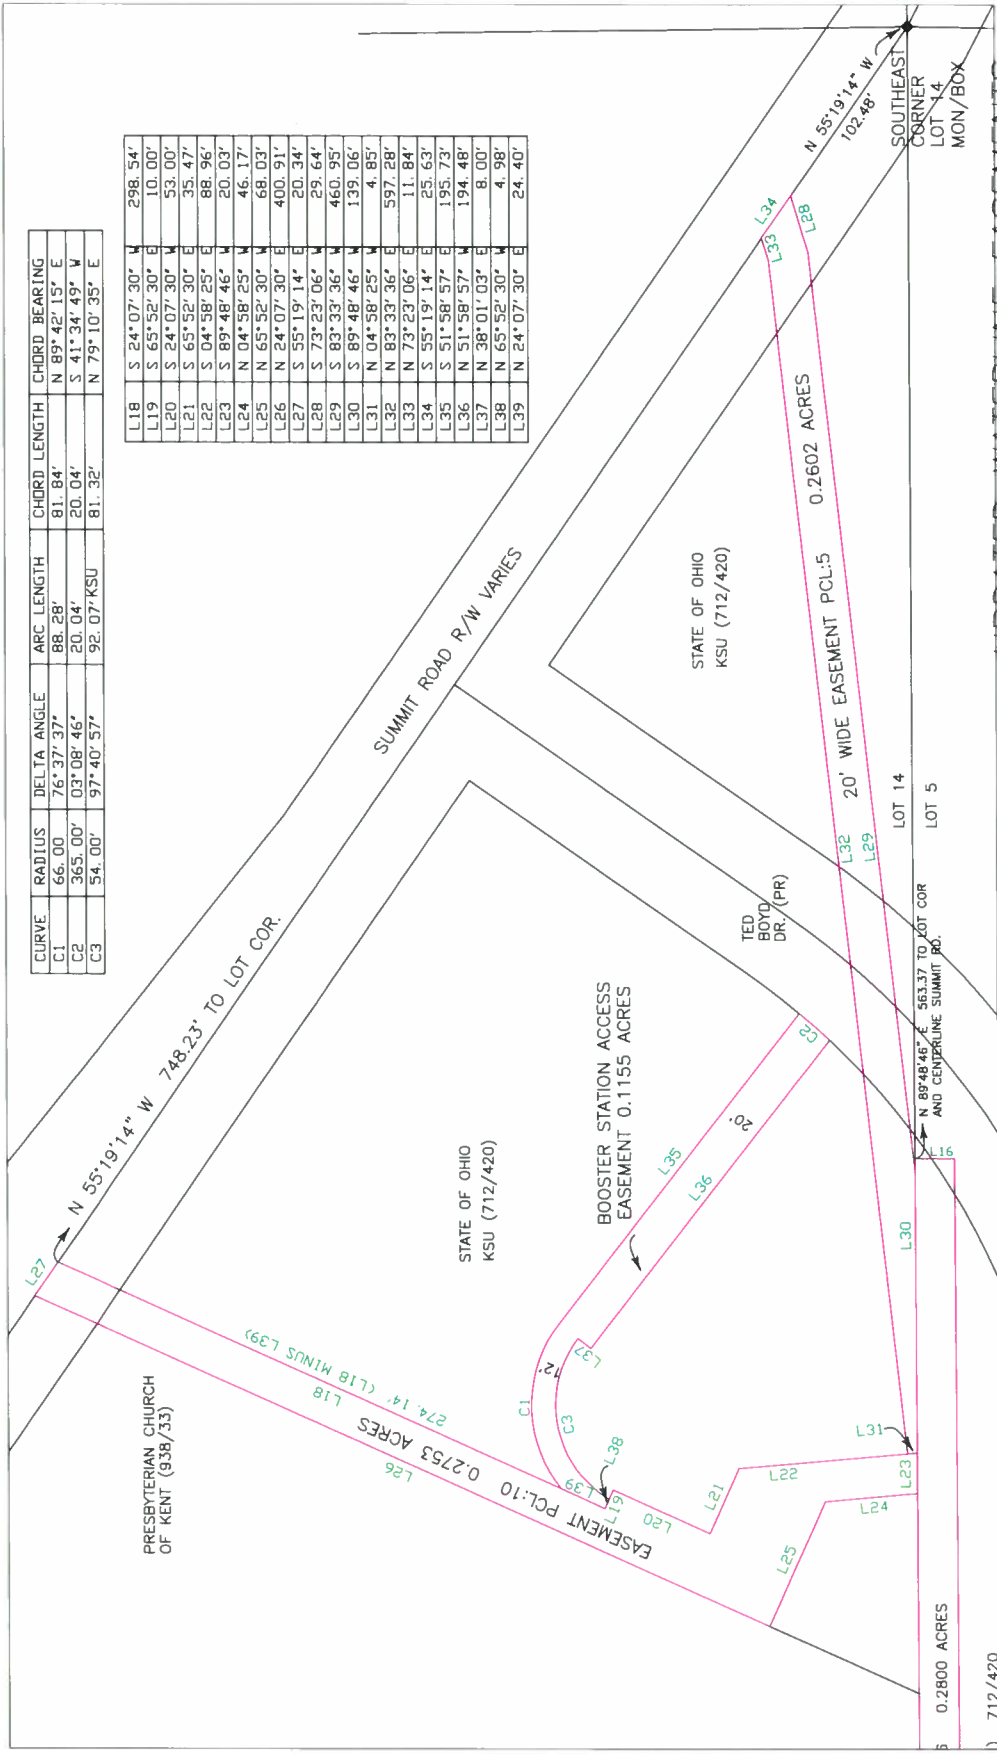 CURVE RADIUS DELTA ANGLE ARC LENGTH CHORD LENGTH CHORD BEARING
C1 66.00 76°37'37" 88.28' 81.84' N 89°42'15" E
C2 365.00' 03°08'46" 20.04' 20.04' S 41°34'49" W
C3 54.00' 97°40'57" 92.07' KSU 81.32' N 79°10'35" E
L18 S 24°07'30" W 298.54'
L19 S 65°52'30" E 10.00'
L20 S 24°07'30" W 53.00'
L21 S 65°52'30" E 35.47'
L22 S 04°58'25" E 88.96'
L23 S 89°48'46" W 20.03'
L24 N 04°58'25" W 46.17'
L25 N 65°52'30" W 68.03'
L26 N 24°07'30" E 400.91'
L27 S 55°19'14" E 20.34'
L28 S 73°23'06" W 29.64'
L29 S 83°33'36" W 460.95'
L30 S 89°48'46" W 139.06'
L31 N 04°58'25" W 4.85'
L32 N 83°33'36" E 597.28'
L33 N 73°23'06" E 11.84'
L34 S 55°19'14" E 25.63'
L35 S 51°58'57" E 195.73'
L36 N 51°58'57" W 194.48'
L37 N 38°01'03" E 8.00'
L38 N 65°52'30" W 4.98'
L39 N 24°07'30" E 24.40'
L27
N 55°19'14" W 748.23' TO LOT COR.
SUMMIT ROAD R/W VARIES
N 55°19'14" W
102.48'
SOUTHEAST
CORNER
LOT 14
MON/BOX
PRESBYTERIAN CHURCH
OF KENT (938/33)
L18
274.14' (L18 MINUS L39)
L26
EASEMENT PCL:10 0.2753 ACRES
STATE OF OHIO
KSU (712/420)
STATE OF OHIO
KSU (712/420)
L34
L33
L28
C1
12'
C3
L37
L39
L38
L19
L20
L21
L22
L31
L23
L24
L25
BOOSTER STATION ACCESS
EASEMENT 0.1155 ACRES
L35
20'
L36
C2
TED
BOYD
DR. (PR)
L32
L29
20' WIDE EASEMENT PCL:5 0.2602 ACRES
LOT 14
LOT 5
L30
L16
N 89°48'46" E 563.37 TO LOT COR
AND CENTERLINE SUMMIT RD.
0.2800 ACRES
712/420